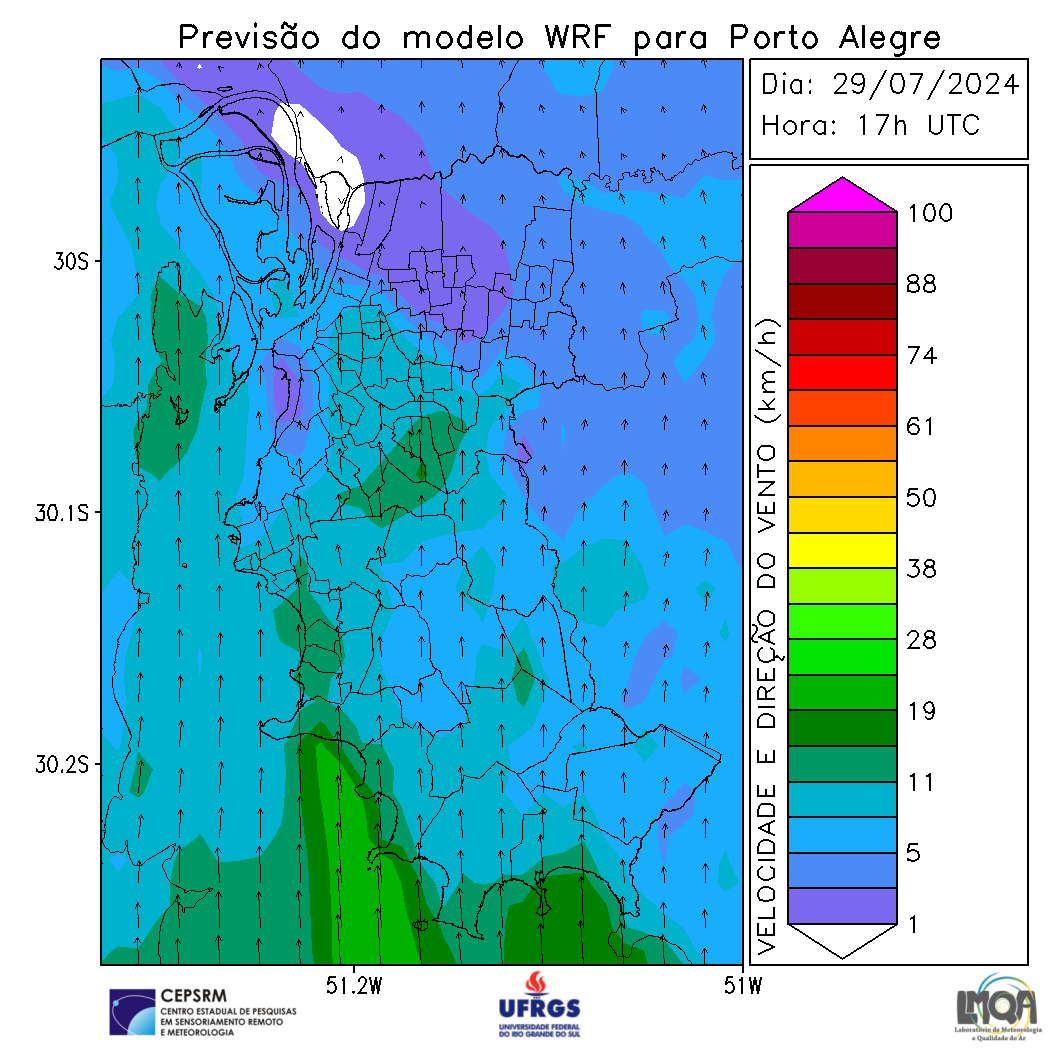 Previsão do modelo WRF para Porto Alegre
Dia: 29/07/2024
Hora: 17h UTC
30S
30.1S
30.2S
51.2W
51W
VELOCIDADE E DIREÇÃO DO VENTO (km/h)
100
88
74
61
50
38
28
19
11
5
1
CEPSRM
CENTRO ESTADUAL DE PESQUISAS
EM SENSORIAMENTO REMOTO
E METEOROLOGIA
UFRGS
UNIVERSIDADE FEDERAL
DO RIO GRANDE DO SUL
LMQA
Laboratório de Meteorologia
e Qualidade do Ar